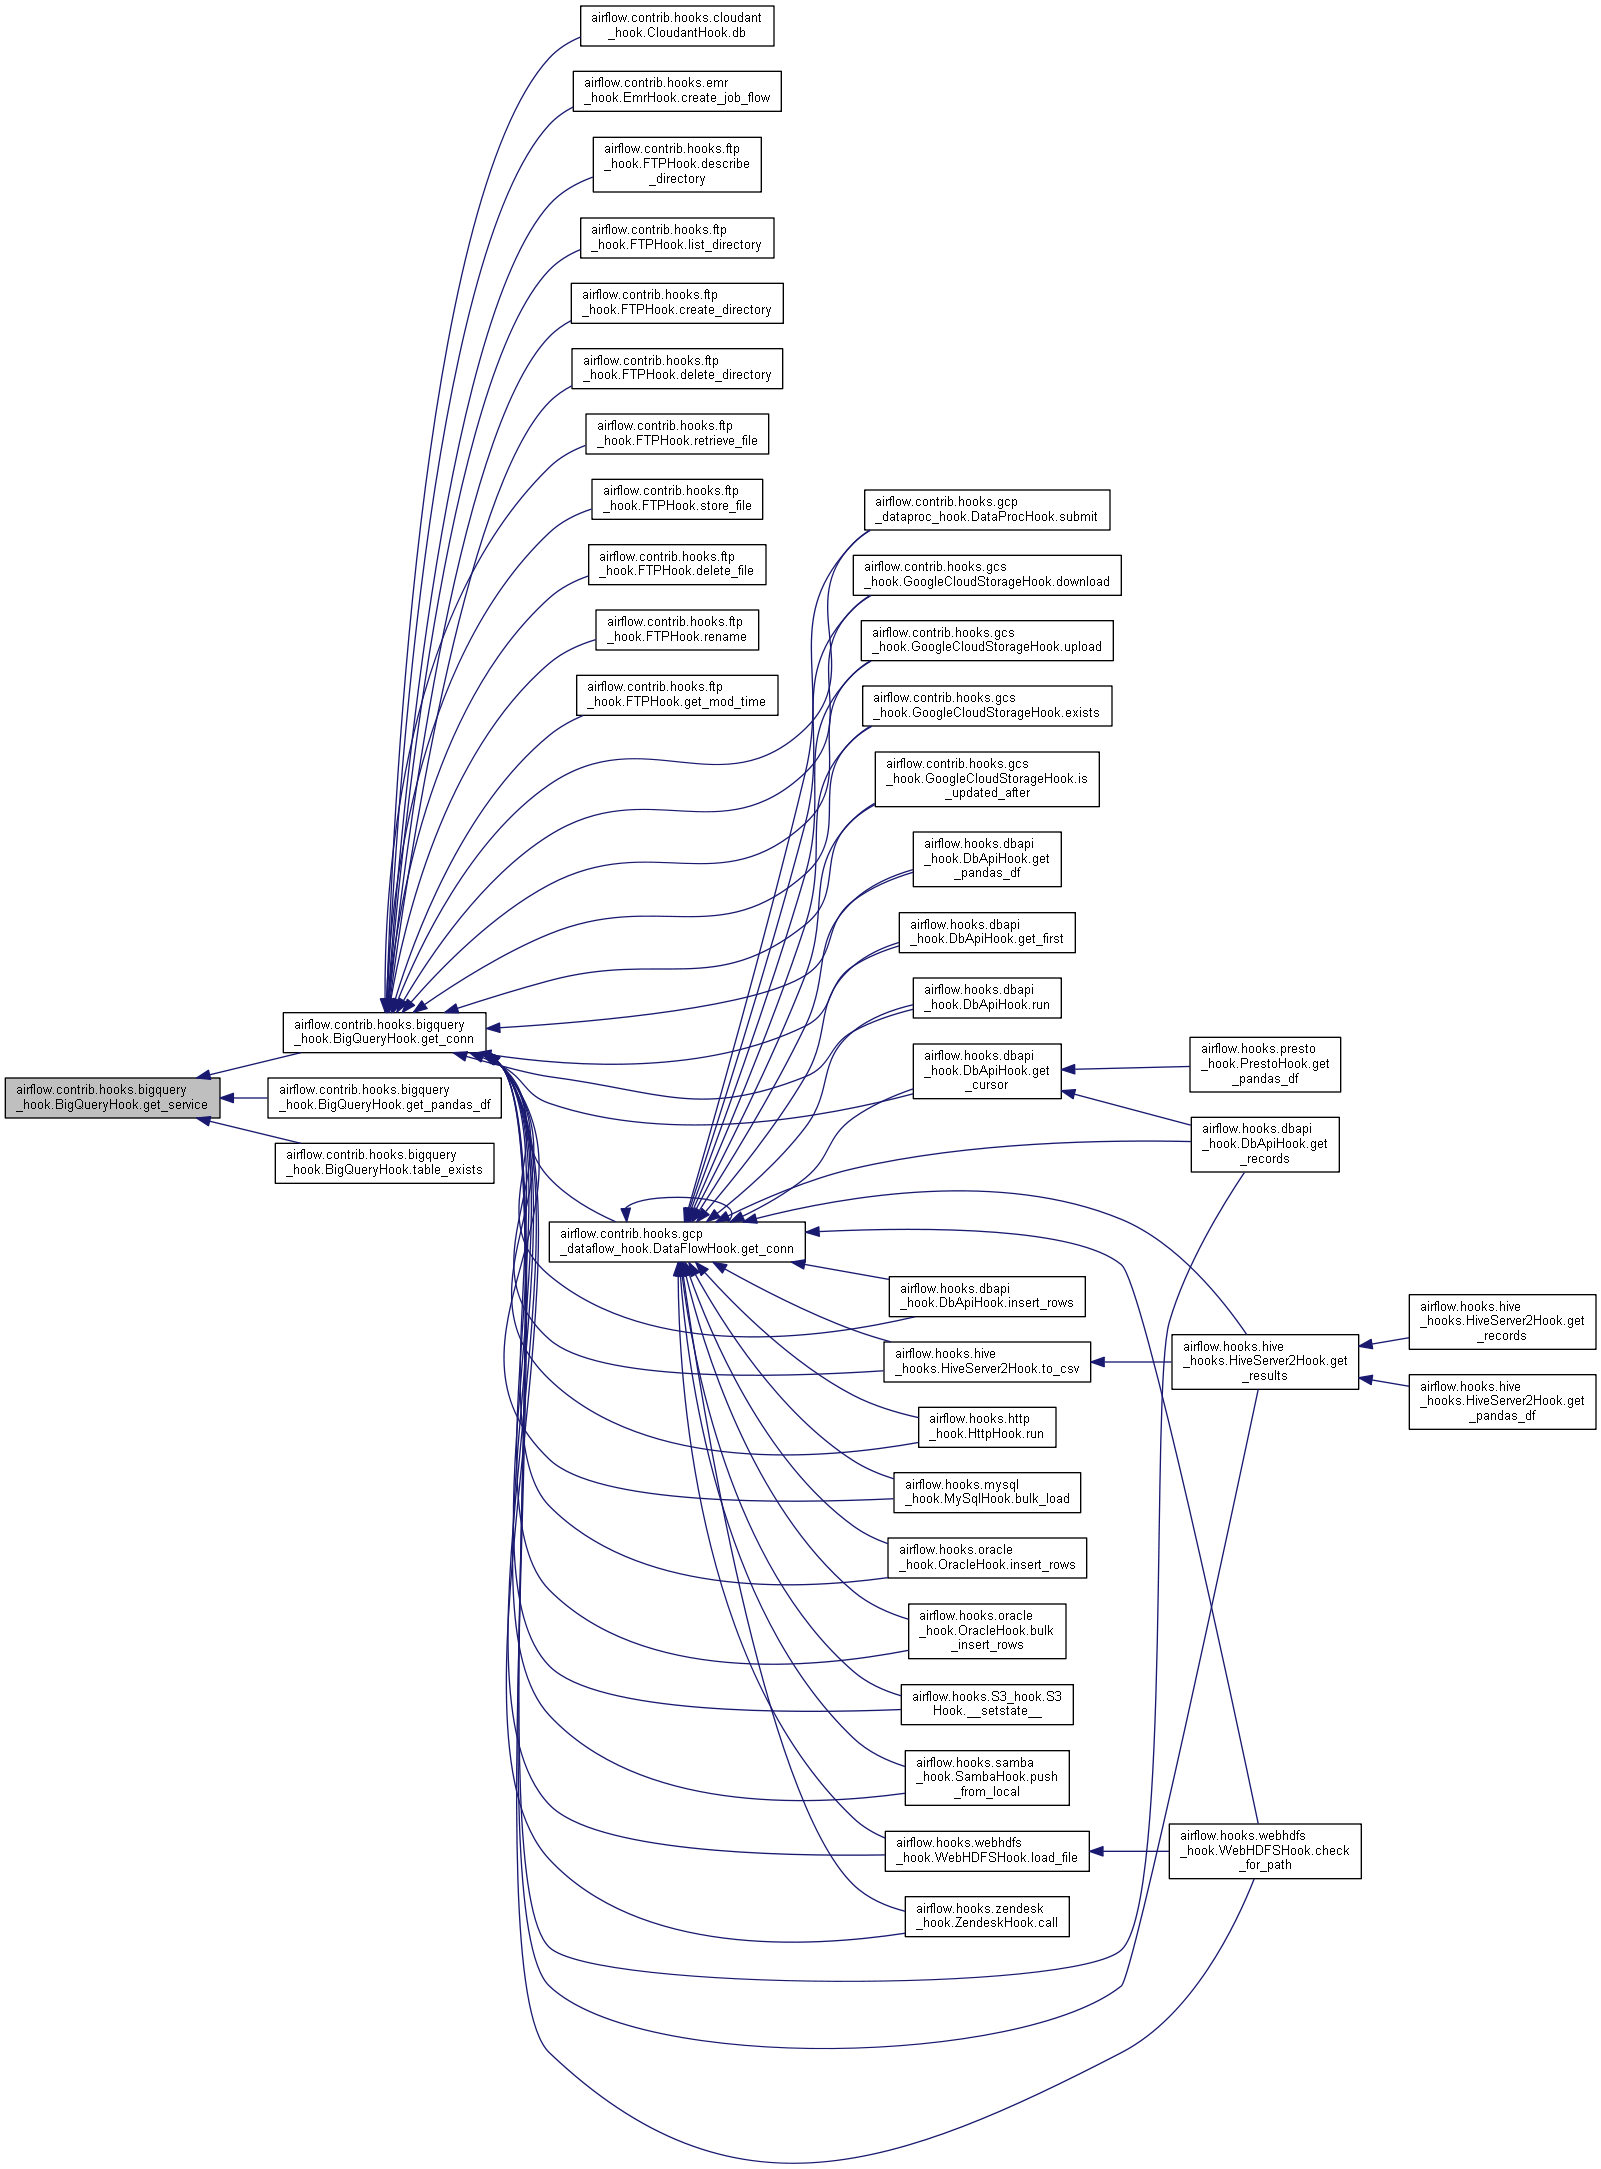 airflow.contrib.hooks.cloudant
_hook.CloudantHook.db
airflow.contrib.hooks.emr
_hook.EmrHook.create_job_flow
airflow.contrib.hooks.ftp
_hook.FTPHook.describe
_directory
airflow.contrib.hooks.ftp
_hook.FTPHook.list_directory
airflow.contrib.hooks.ftp
_hook.FTPHook.create_directory
airflow.contrib.hooks.ftp
_hook.FTPHook.delete_directory
airflow.contrib.hooks.ftp
_hook.FTPHook.retrieve_file
airflow.contrib.hooks.ftp
_hook.FTPHook.store_file
airflow.contrib.hooks.ftp
_hook.FTPHook.delete_file
airflow.contrib.hooks.ftp
_hook.FTPHook.rename
airflow.contrib.hooks.ftp
_hook.FTPHook.get_mod_time
airflow.contrib.hooks.gcp
_dataproc_hook.DataProcHook.submit
airflow.contrib.hooks.gcs
_hook.GoogleCloudStorageHook.download
airflow.contrib.hooks.gcs
_hook.GoogleCloudStorageHook.upload
airflow.contrib.hooks.gcs
_hook.GoogleCloudStorageHook.exists
airflow.contrib.hooks.gcs
_hook.GoogleCloudStorageHook.is
_updated_after
airflow.hooks.dbapi
_hook.DbApiHook.get
_pandas_df
airflow.hooks.dbapi
_hook.DbApiHook.get_first
airflow.hooks.dbapi
_hook.DbApiHook.run
airflow.contrib.hooks.bigquery
_hook.BigQueryHook.get_conn
airflow.hooks.dbapi
_hook.DbApiHook.get
_cursor
airflow.hooks.presto
_hook.PrestoHook.get
_pandas_df
airflow.contrib.hooks.bigquery
_hook.BigQueryHook.get_service
airflow.contrib.hooks.bigquery
_hook.BigQueryHook.get_pandas_df
airflow.hooks.dbapi
_hook.DbApiHook.get
_records
airflow.contrib.hooks.bigquery
_hook.BigQueryHook.table_exists
airflow.contrib.hooks.gcp
_dataflow_hook.DataFlowHook.get_conn
airflow.hooks.dbapi
_hook.DbApiHook.insert_rows
airflow.hooks.hive
_hooks.HiveServer2Hook.to_csv
airflow.hooks.hive
_hooks.HiveServer2Hook.get
_results
airflow.hooks.hive
_hooks.HiveServer2Hook.get
_records
airflow.hooks.hive
_hooks.HiveServer2Hook.get
_pandas_df
airflow.hooks.http
_hook.HttpHook.run
airflow.hooks.mysql
_hook.MySqlHook.bulk_load
airflow.hooks.oracle
_hook.OracleHook.insert_rows
airflow.hooks.oracle
_hook.OracleHook.bulk
_insert_rows
airflow.hooks.S3_hook.S3
Hook.__setstate__
airflow.hooks.samba
_hook.SambaHook.push
_from_local
airflow.hooks.webhdfs
_hook.WebHDFSHook.load_file
airflow.hooks.webhdfs
_hook.WebHDFSHook.check
_for_path
airflow.hooks.zendesk
_hook.ZendeskHook.call